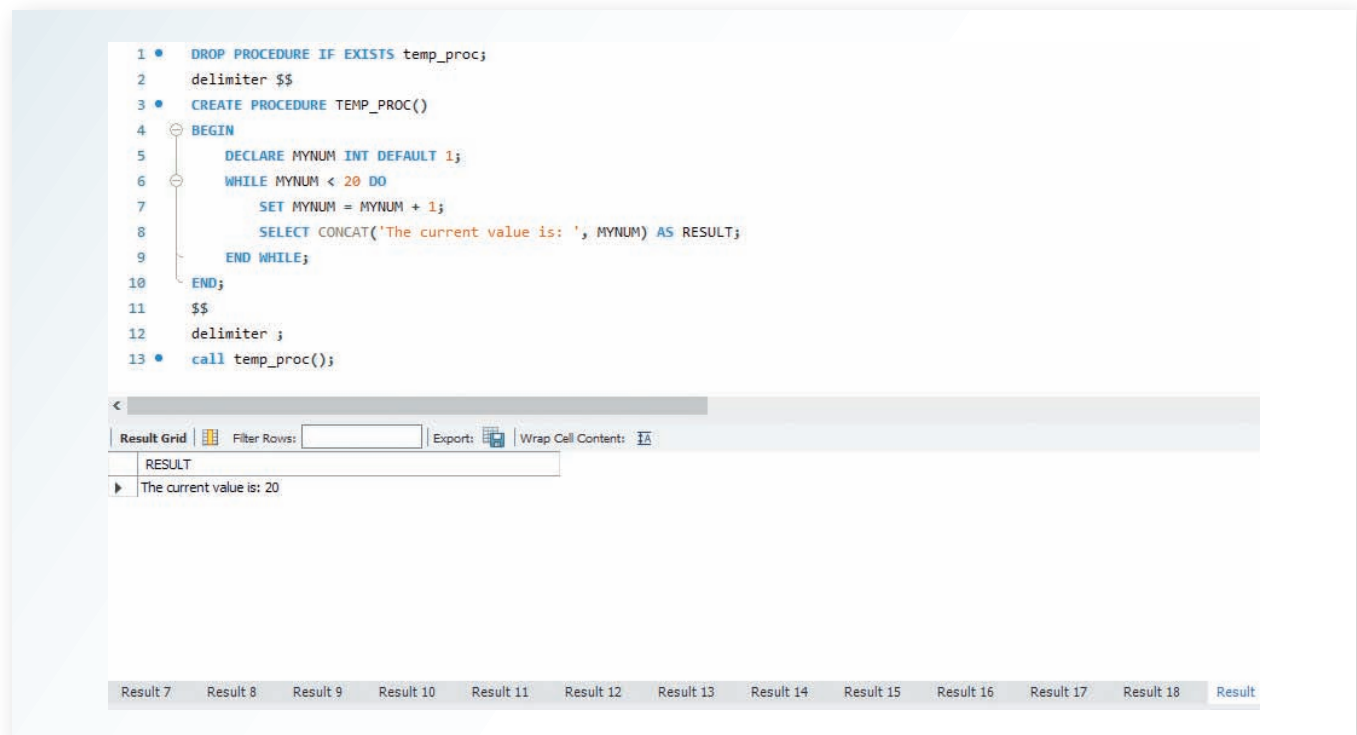 1 DROP PROCEDURE IF EXISTS temp_proc;
2 delimiter $$
3 CREATE PROCEDURE TEMP_PROC()
4 BEGIN
5 DECLARE MYNUM INT DEFAULT 1;
6 WHILE MYNUM < 20 DO
7 SET MYNUM = MYNUM + 1;
8 SELECT CONCAT('The current value is: ', MYNUM) AS RESULT;
9 END WHILE;
10 END;
11 $$
12 delimiter ;
13 call temp_proc();
Result Grid Filter Rows: Export: Wrap Cell Content: IA
RESULT
The current value is: 20
Result 7 Result 8 Result 9 Result 10 Result 11 Result 12 Result 13 Result 14 Result 15 Result 16 Result 17 Result 18 Result